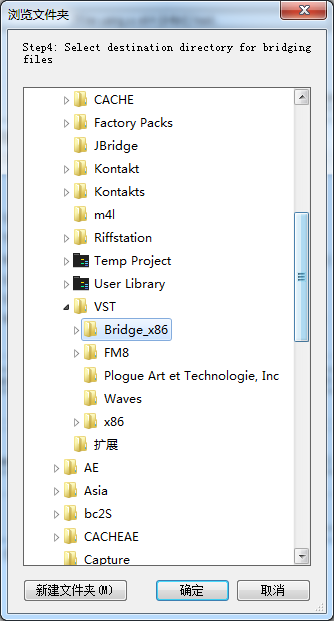 浏览文件夹
Step4: Select destination directory for bridging
files
CACHE
Factory Packs
JBridge
Kontakt
Kontakts
m4l
Riffstation
Temp Project
User Library
VST
Bridge_x86
FM8
Plogue Art et Technologie, Inc
Waves
x86
扩展
AE
Asia
bc2S
CACHEAE
Capture
新建文件夹(M) 确定 取消